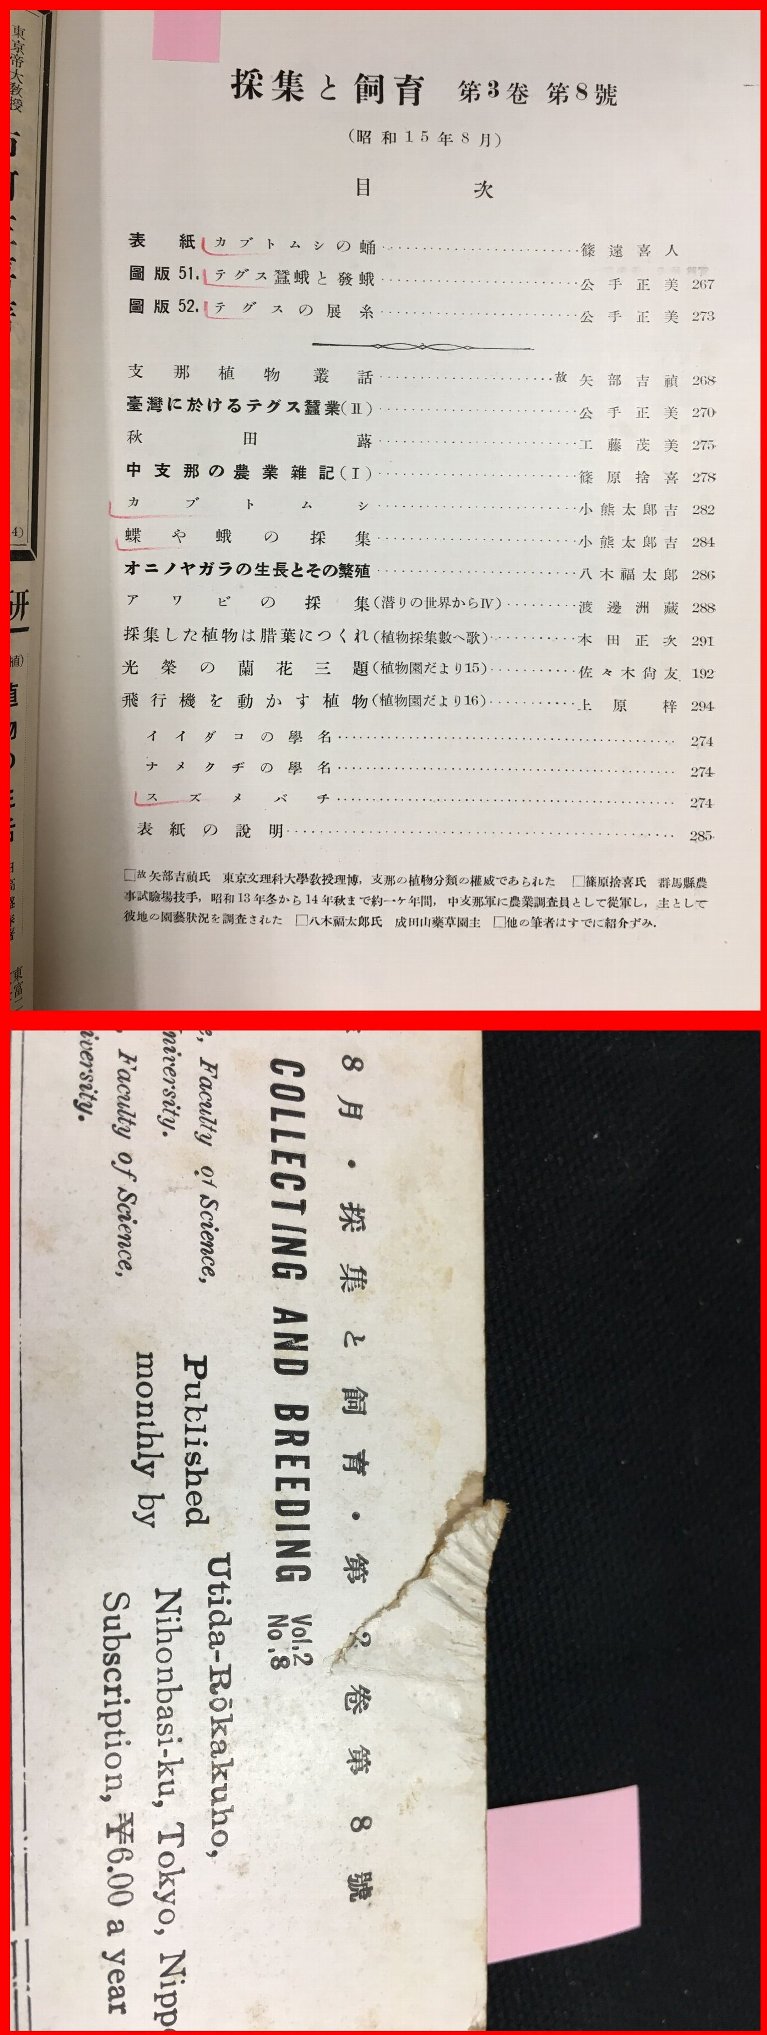 採集と飼育 第3卷 第8號
(昭和15年8月)
目次
表紙 カブトムシの蛹 篠遠喜人
圖版51. テグス蠶蛾と發蛾 公手正美 267
圖版52. テグスの展糸 公手正美 273
支那植物叢話 故 矢部吉禎 268
臺灣に於けるテグス蠶業(II) 公手正美 270
秋田蕗 工藤茂美 275
中支那の農業雜記(I) 篠原捨喜 278
カブトムシ 小熊太郎吉 282
蝶や蛾の採集 小熊太郎吉 284
オニノヤガラの生長とその繁殖 八木福太郎 286
アワビの採集(潜りの世界からIV) 渡邊洲藏 288
採集した植物は腊葉につくれ(植物採集數へ歌) 本田正次 291
光榮の蘭花三題(植物園だより15) 佐々木尙友 192
飛行機を動かす植物(植物園だより16) 上原梓 294
イイダコの學名 274
ナメクヂの學名 274
スズメバチ 274
表紙の説明 285
□故矢部吉禎氏 東京文理科大學敎授理博，支那の植物分類の權威であられた □篠原捨喜氏 群馬縣農
事試驗場技手，昭和13年冬から14年秋まで約一ヶ年間，中支那軍に農業調査員として從軍し，主として
彼地の園藝狀況を調査された □八木福太郎氏 成田山藥草園主 □他の筆者はすでに紹介ずみ．
東京帝大敎授
研
8月・採集と飼育・第2卷第8號
COLLECTING AND BREEDING Vol.2 No.8
Faculty of Science,
niversity.
Faculty of Science,
iversity.
Published
monthly by
Utida-Rōkakuho,
Nihonbasi-ku, Tokyo, Nipp
Subscription, ¥6.00 a year